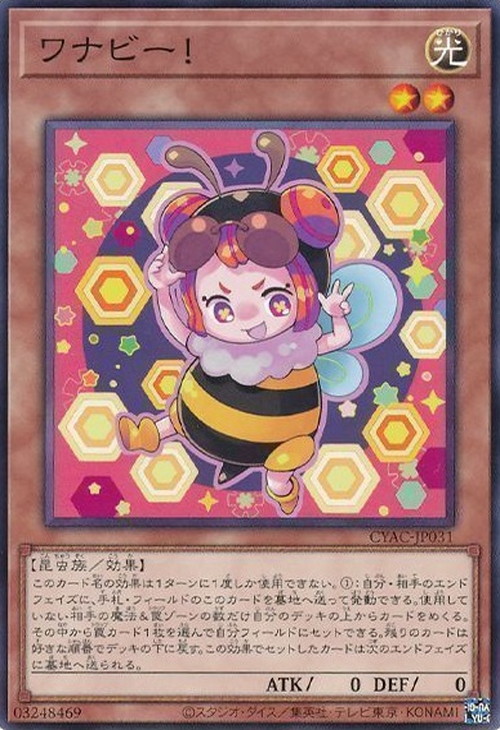 ワナビー!
光
CYAC-JP031
【昆虫族/効果】
このカード名の効果は1ターンに1度しか使用できない。①:自分・相手のエンド
フェイズに、手札・フィールドのこのカードを墓地へ送って発動できる。使用して
いない相手の魔法&罠ゾーンの数だけ自分のデッキの上からカードをめくる。
その中から罠カード1枚を選んで自分フィールドにセットできる。残りのカードは
好きな順番でデッキの下に戻す。この効果でセットしたカードは次のエンドフェイズ
に墓地へ送られる。
ATK/ 0 DEF/ 0
03248469 ©スタジオ・ダイス/集英社・テレビ東京・KONAMI